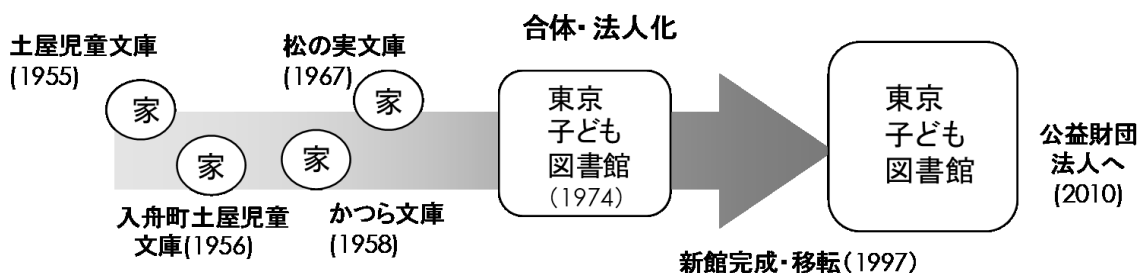 土屋児童文庫
(1955)
家
入舟町土屋児童
文庫(1956)
家
かつら文庫
(1958)
家
松の実文庫
(1967)
家
合体・法人化
東京
子ども
図書館
(1974)
新館完成・移転(1997)
東京
子ども
図書館
公益財団
法人へ
(2010)